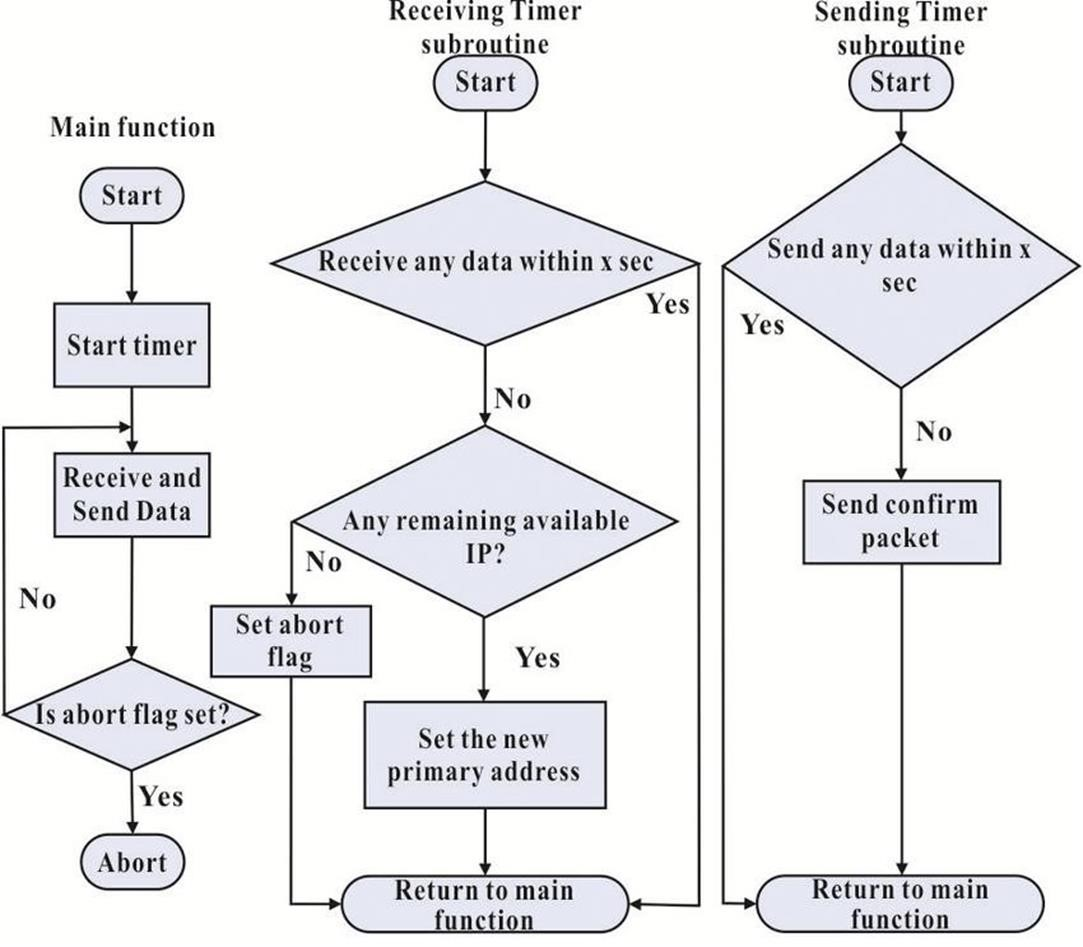 Main function
Start
Start timer
Receive and
Send Data
No
Is abort flag set?
Yes
Abort
Receiving Timer
subroutine
Start
Receive any data within x sec
Yes
No
Any remaining available
IP?
No
Set abort
flag
Yes
Set the new
primary address
Return to main
function
Sending Timer
subroutine
Start
Send any data within x
sec
Yes
No
Send confirm
packet
Return to main
function